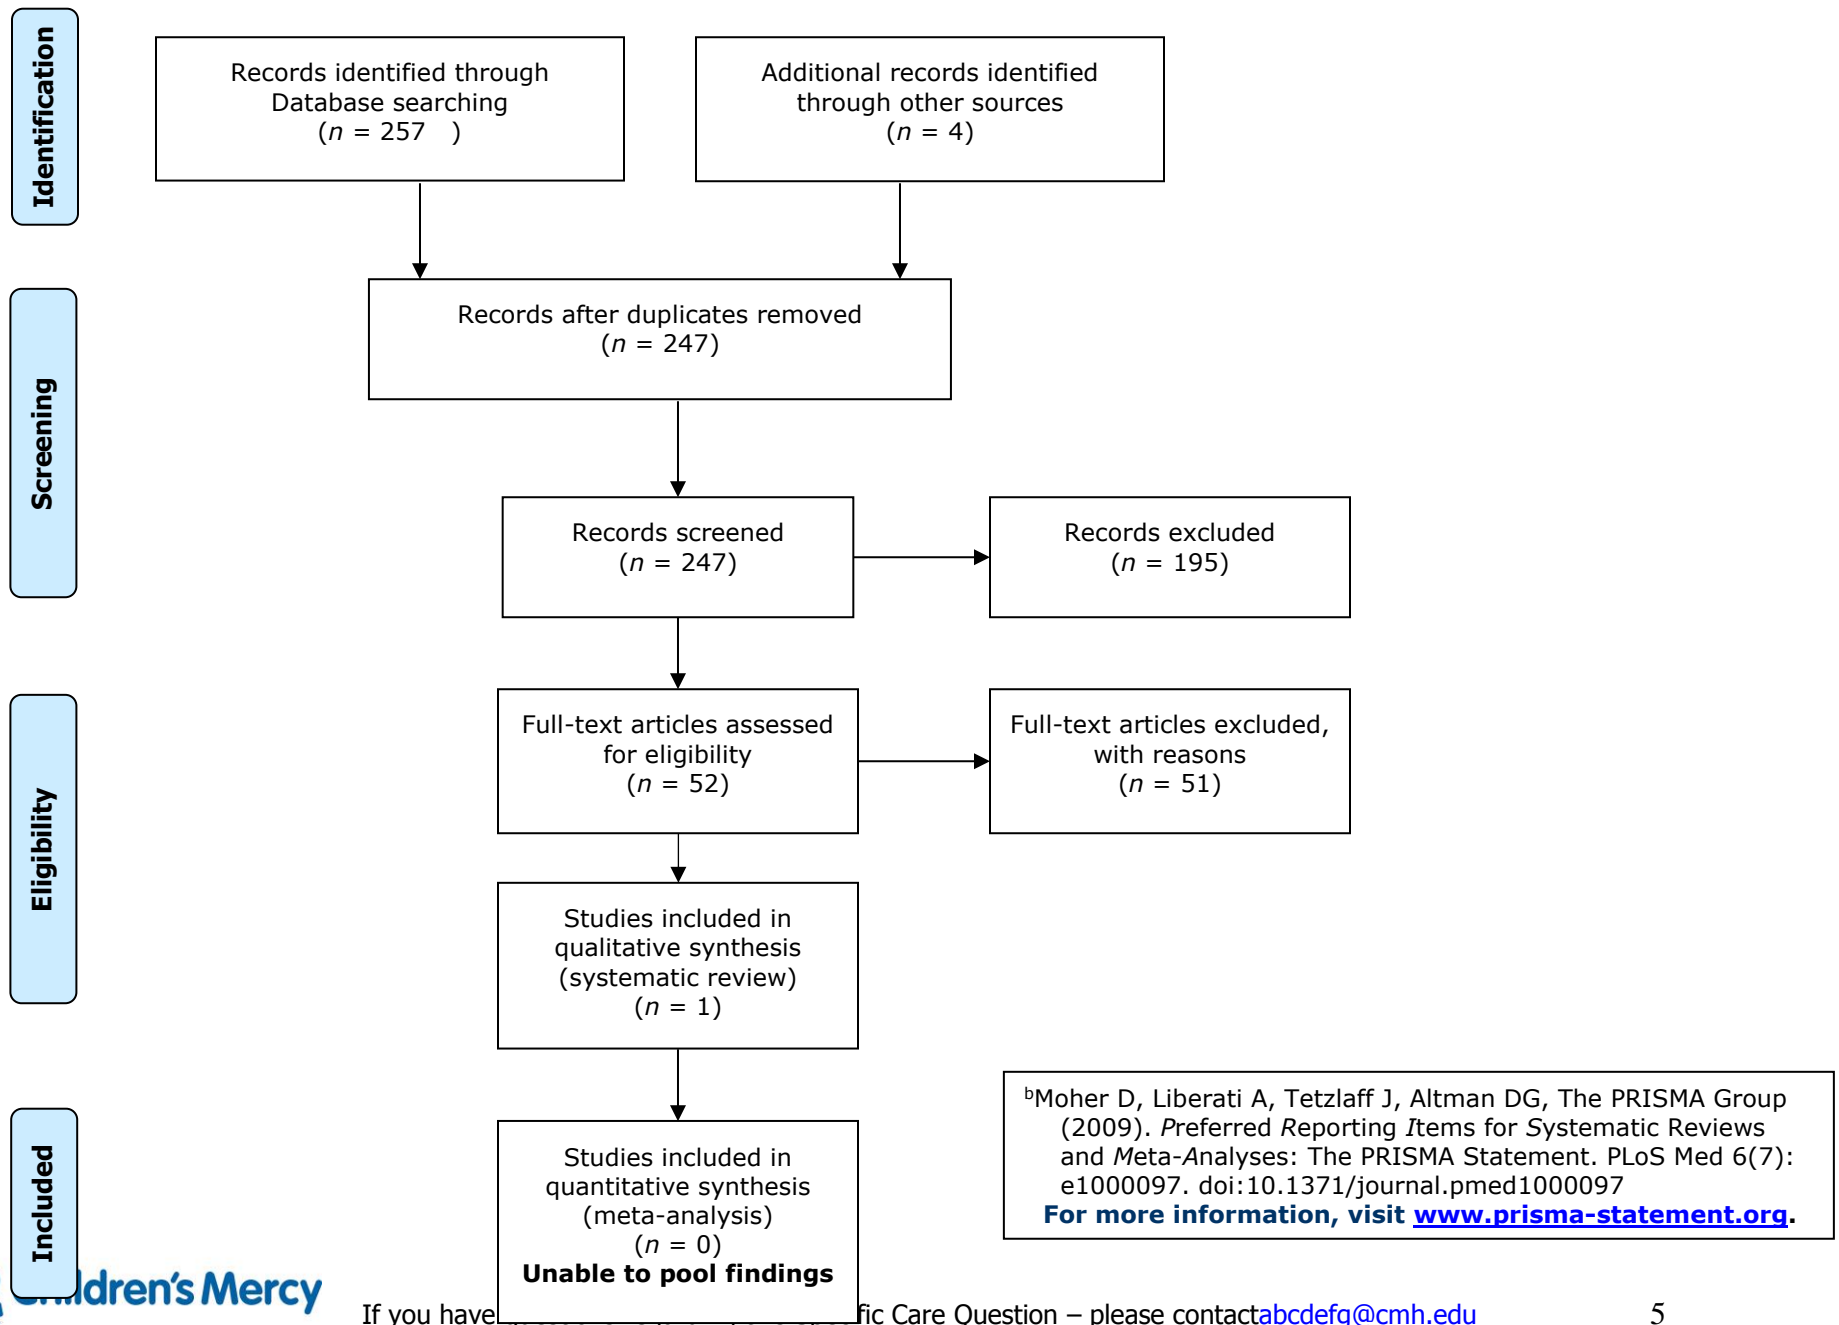 Identification
Records identified through
Database searching
(n = 257   )
Additional records identified
through other sources
(n = 4)
Records after duplicates removed
(n = 247)
Screening
Records screened
(n = 247)
Records excluded
(n = 195)
Eligibility
Full-text articles assessed
for eligibility
(n = 52)
Full-text articles excluded,
with reasons
(n = 51)
Studies included in
qualitative synthesis
(systematic review)
(n = 1)
Included
Studies included in
quantitative synthesis
(meta-analysis)
(n = 0)
Unable to pool findings
bMoher D, Liberati A, Tetzlaff J, Altman DG, The PRISMA Group
(2009). Preferred Reporting Items for Systematic Reviews
and Meta-Analyses: The PRISMA Statement. PLoS Med 6(7):
e1000097. doi:10.1371/journal.pmed1000097
For more information, visit www.prisma-statement.org.
Mercy
If you have Care Question – please contactabcdefg@cmh.edu 5